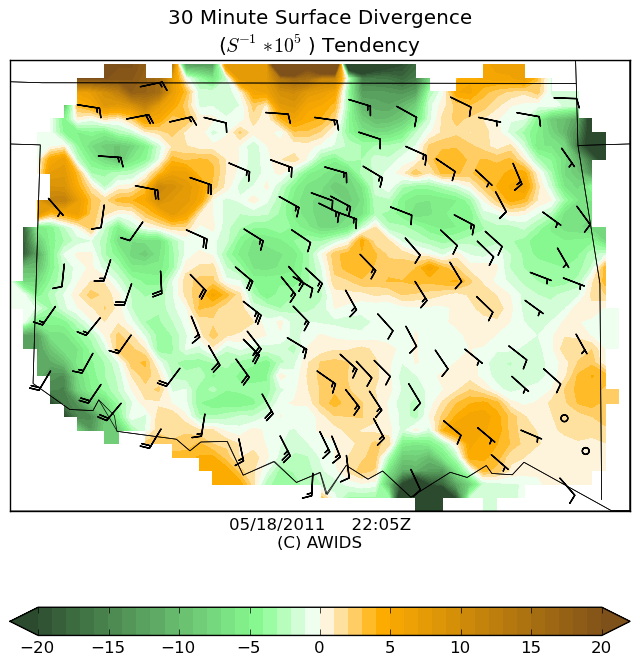 30 Minute Surface Divergence
(S⁻¹ * 10⁵ ) Tendency
05/18/2011 22:05Z
(C) AWIDS
−20 −15 −10 −5 0 5 10 15 20